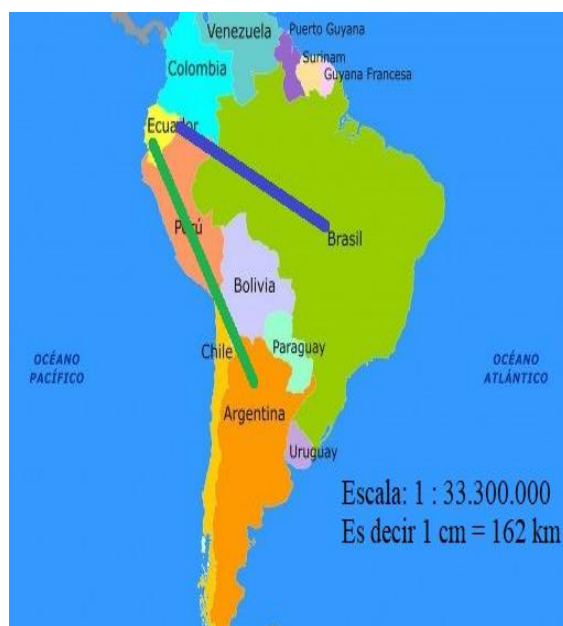 Venezuela
Puerto Guyana
Surinam
Guyana Francesa
Colombia
Ecuador
Perú
Brasil
Bolivia
Chile
Paraguay
OCÉANO
PACÍFICO
OCÉANO
ATLÁNTICO
Argentina
Uruguay
Escala: 1 : 33.300.000
Es decir 1 cm = 162 km